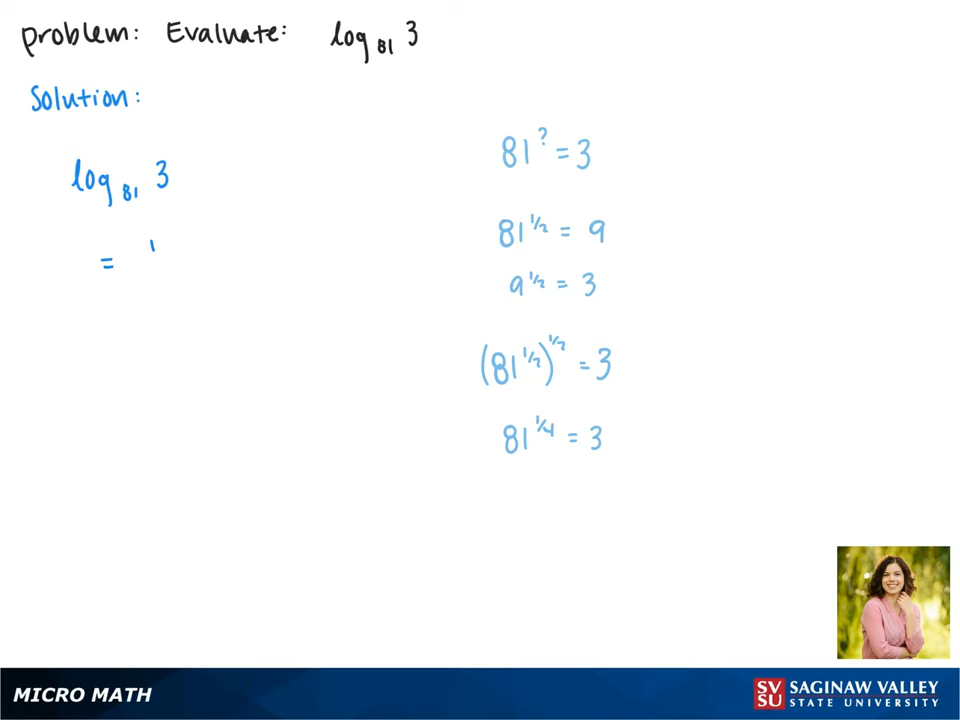 problem: Evaluate: log₈₁ 3
Solution:
log₈₁ 3
= 1
81^? = 3
81^1/2 = 9
9^1/2 = 3
(81^1/2)^1/2 = 3
81^1/4 = 3
MICRO MATH
SV SU SAGINAW VALLEY
STATE UNIVERSITY